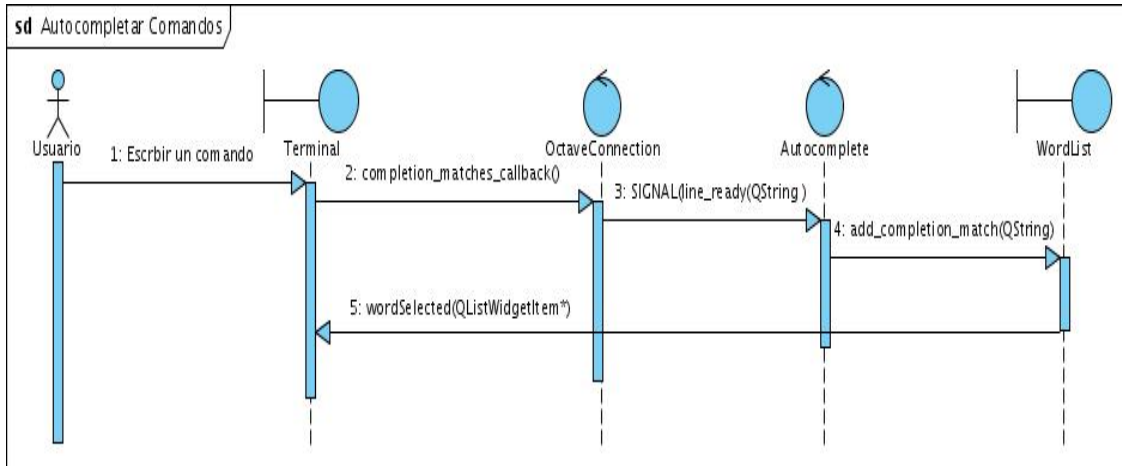 sd Autocompletar Comandos
Usuario
Terminal
OctaveConnection
Autocomplete
WordList
1: Escrbir un comando
2: completion_matches_callback()
3: SIGNAL(line_ready(QString )
4: add_completion_match(QString)
5: wordSelected(QListWidgetItem*)